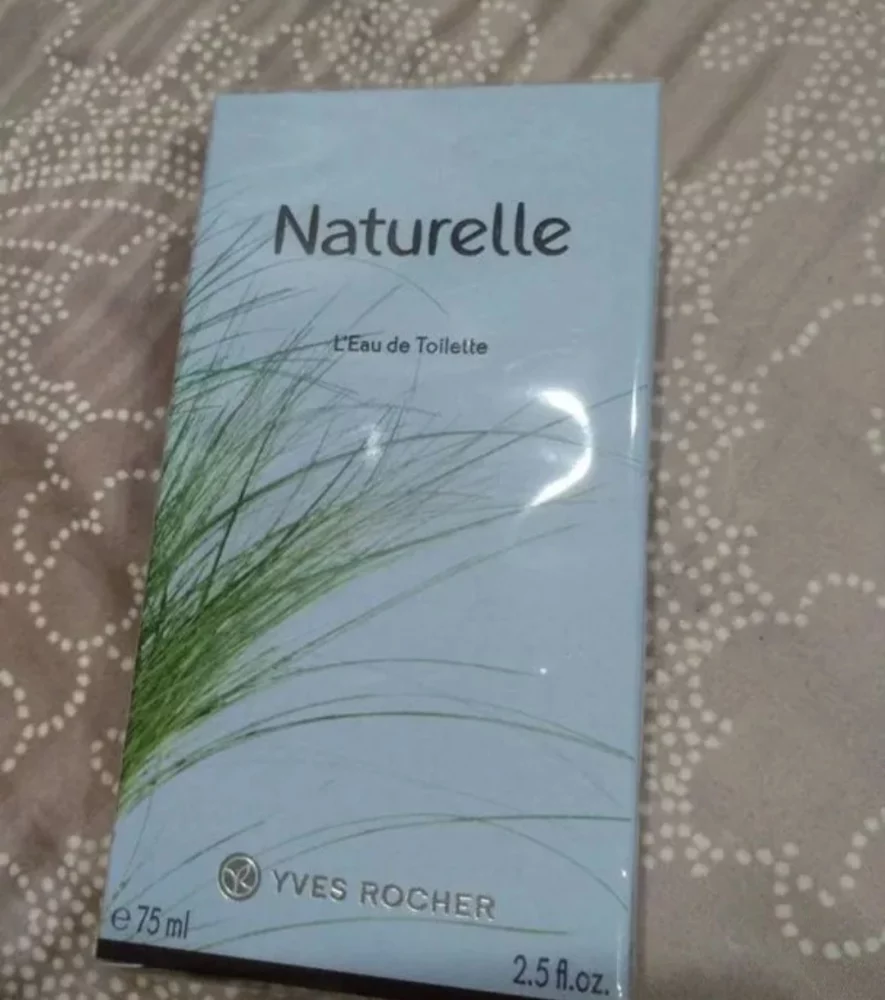 Naturelle
L'Eau de Toilette
YVES ROCHER
e 75 ml
2.5 fl.oz.